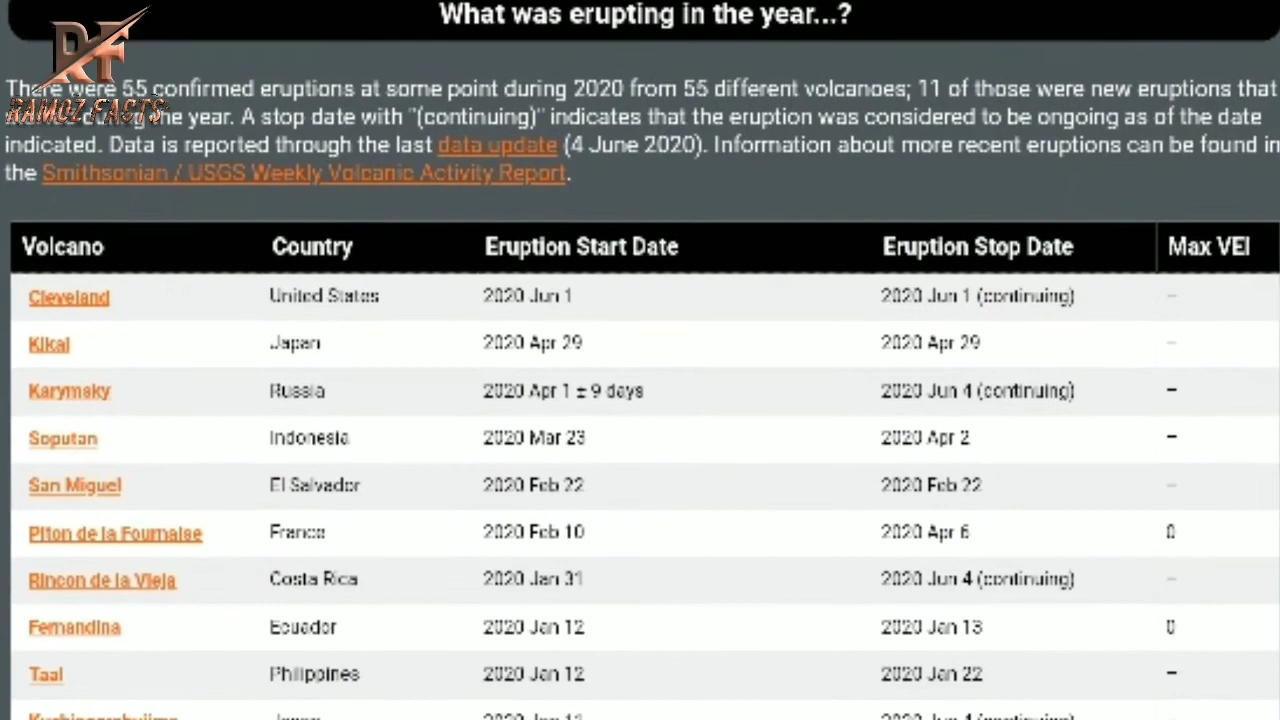 What was erupting in the year...?
RF
RAMOZ FACTS
There were 55 confirmed eruptions at some point during 2020 from 55 different volcanoes; 11 of those were new eruptions that
the year. A stop date with "(continuing)" indicates that the eruption was considered to be ongoing as of the date
indicated. Data is reported through the last data update (4 June 2020). Information about more recent eruptions can be found in
the Smithsonian / USGS Weekly Volcanic Activity Report.
Volcano Country Eruption Start Date Eruption Stop Date Max VEI
Cleveland United States 2020 Jun 1 2020 Jun 1 (continuing) –
Kikai Japan 2020 Apr 29 2020 Apr 29 –
Karymsky Russia 2020 Apr 1 ± 9 days 2020 Jun 4 (continuing) –
Soputan Indonesia 2020 Mar 23 2020 Apr 2 –
San Miguel El Salvador 2020 Feb 22 2020 Feb 22 –
Piton de la Fournaise France 2020 Feb 10 2020 Apr 6 0
Rincon de la Vieja Costa Rica 2020 Jan 31 2020 Jun 4 (continuing) –
Fernandina Ecuador 2020 Jan 12 2020 Jan 13 0
Taal Philippines 2020 Jan 12 2020 Jan 22 –